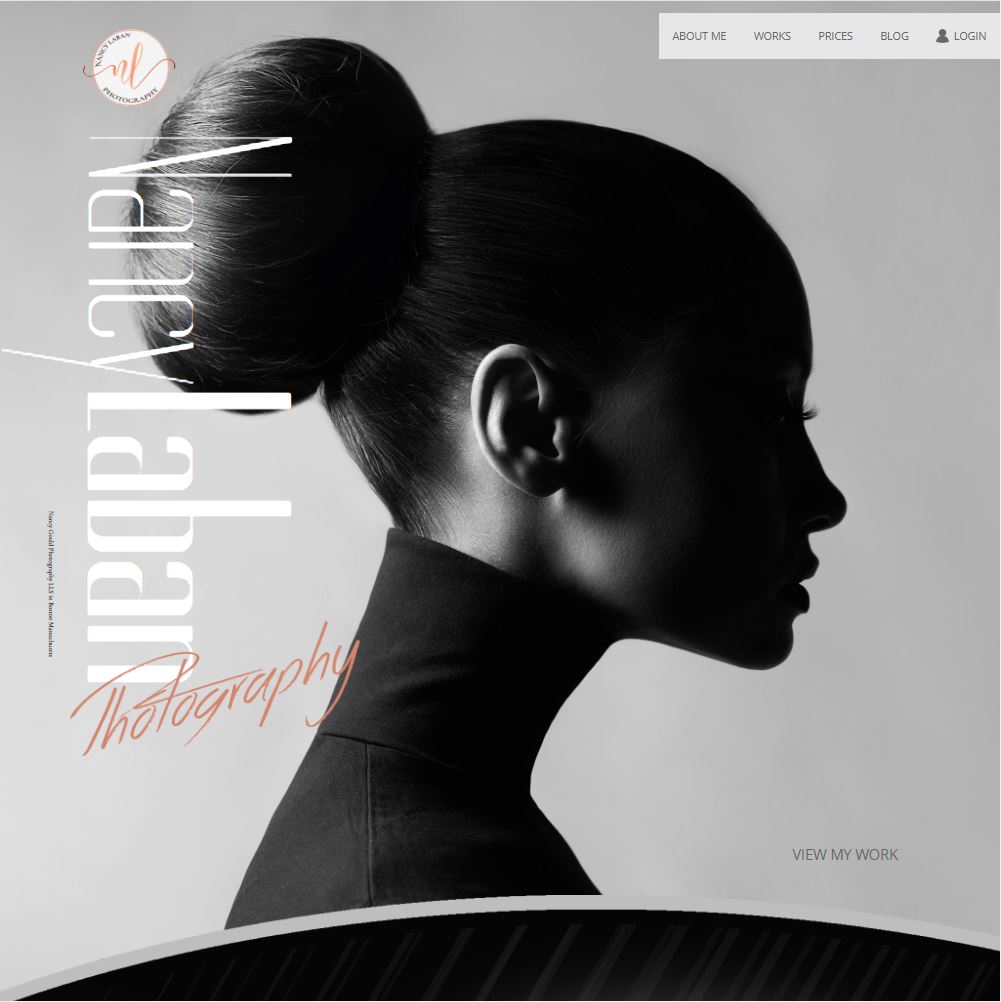 NANCY LABAN
nl
PHOTOGRAPHY
ABOUT ME
WORKS
PRICES
BLOG
LOGIN
Nancy Laban
Photography
Nancy Gould Photography LLS in Boston Massachusetts
VIEW MY WORK